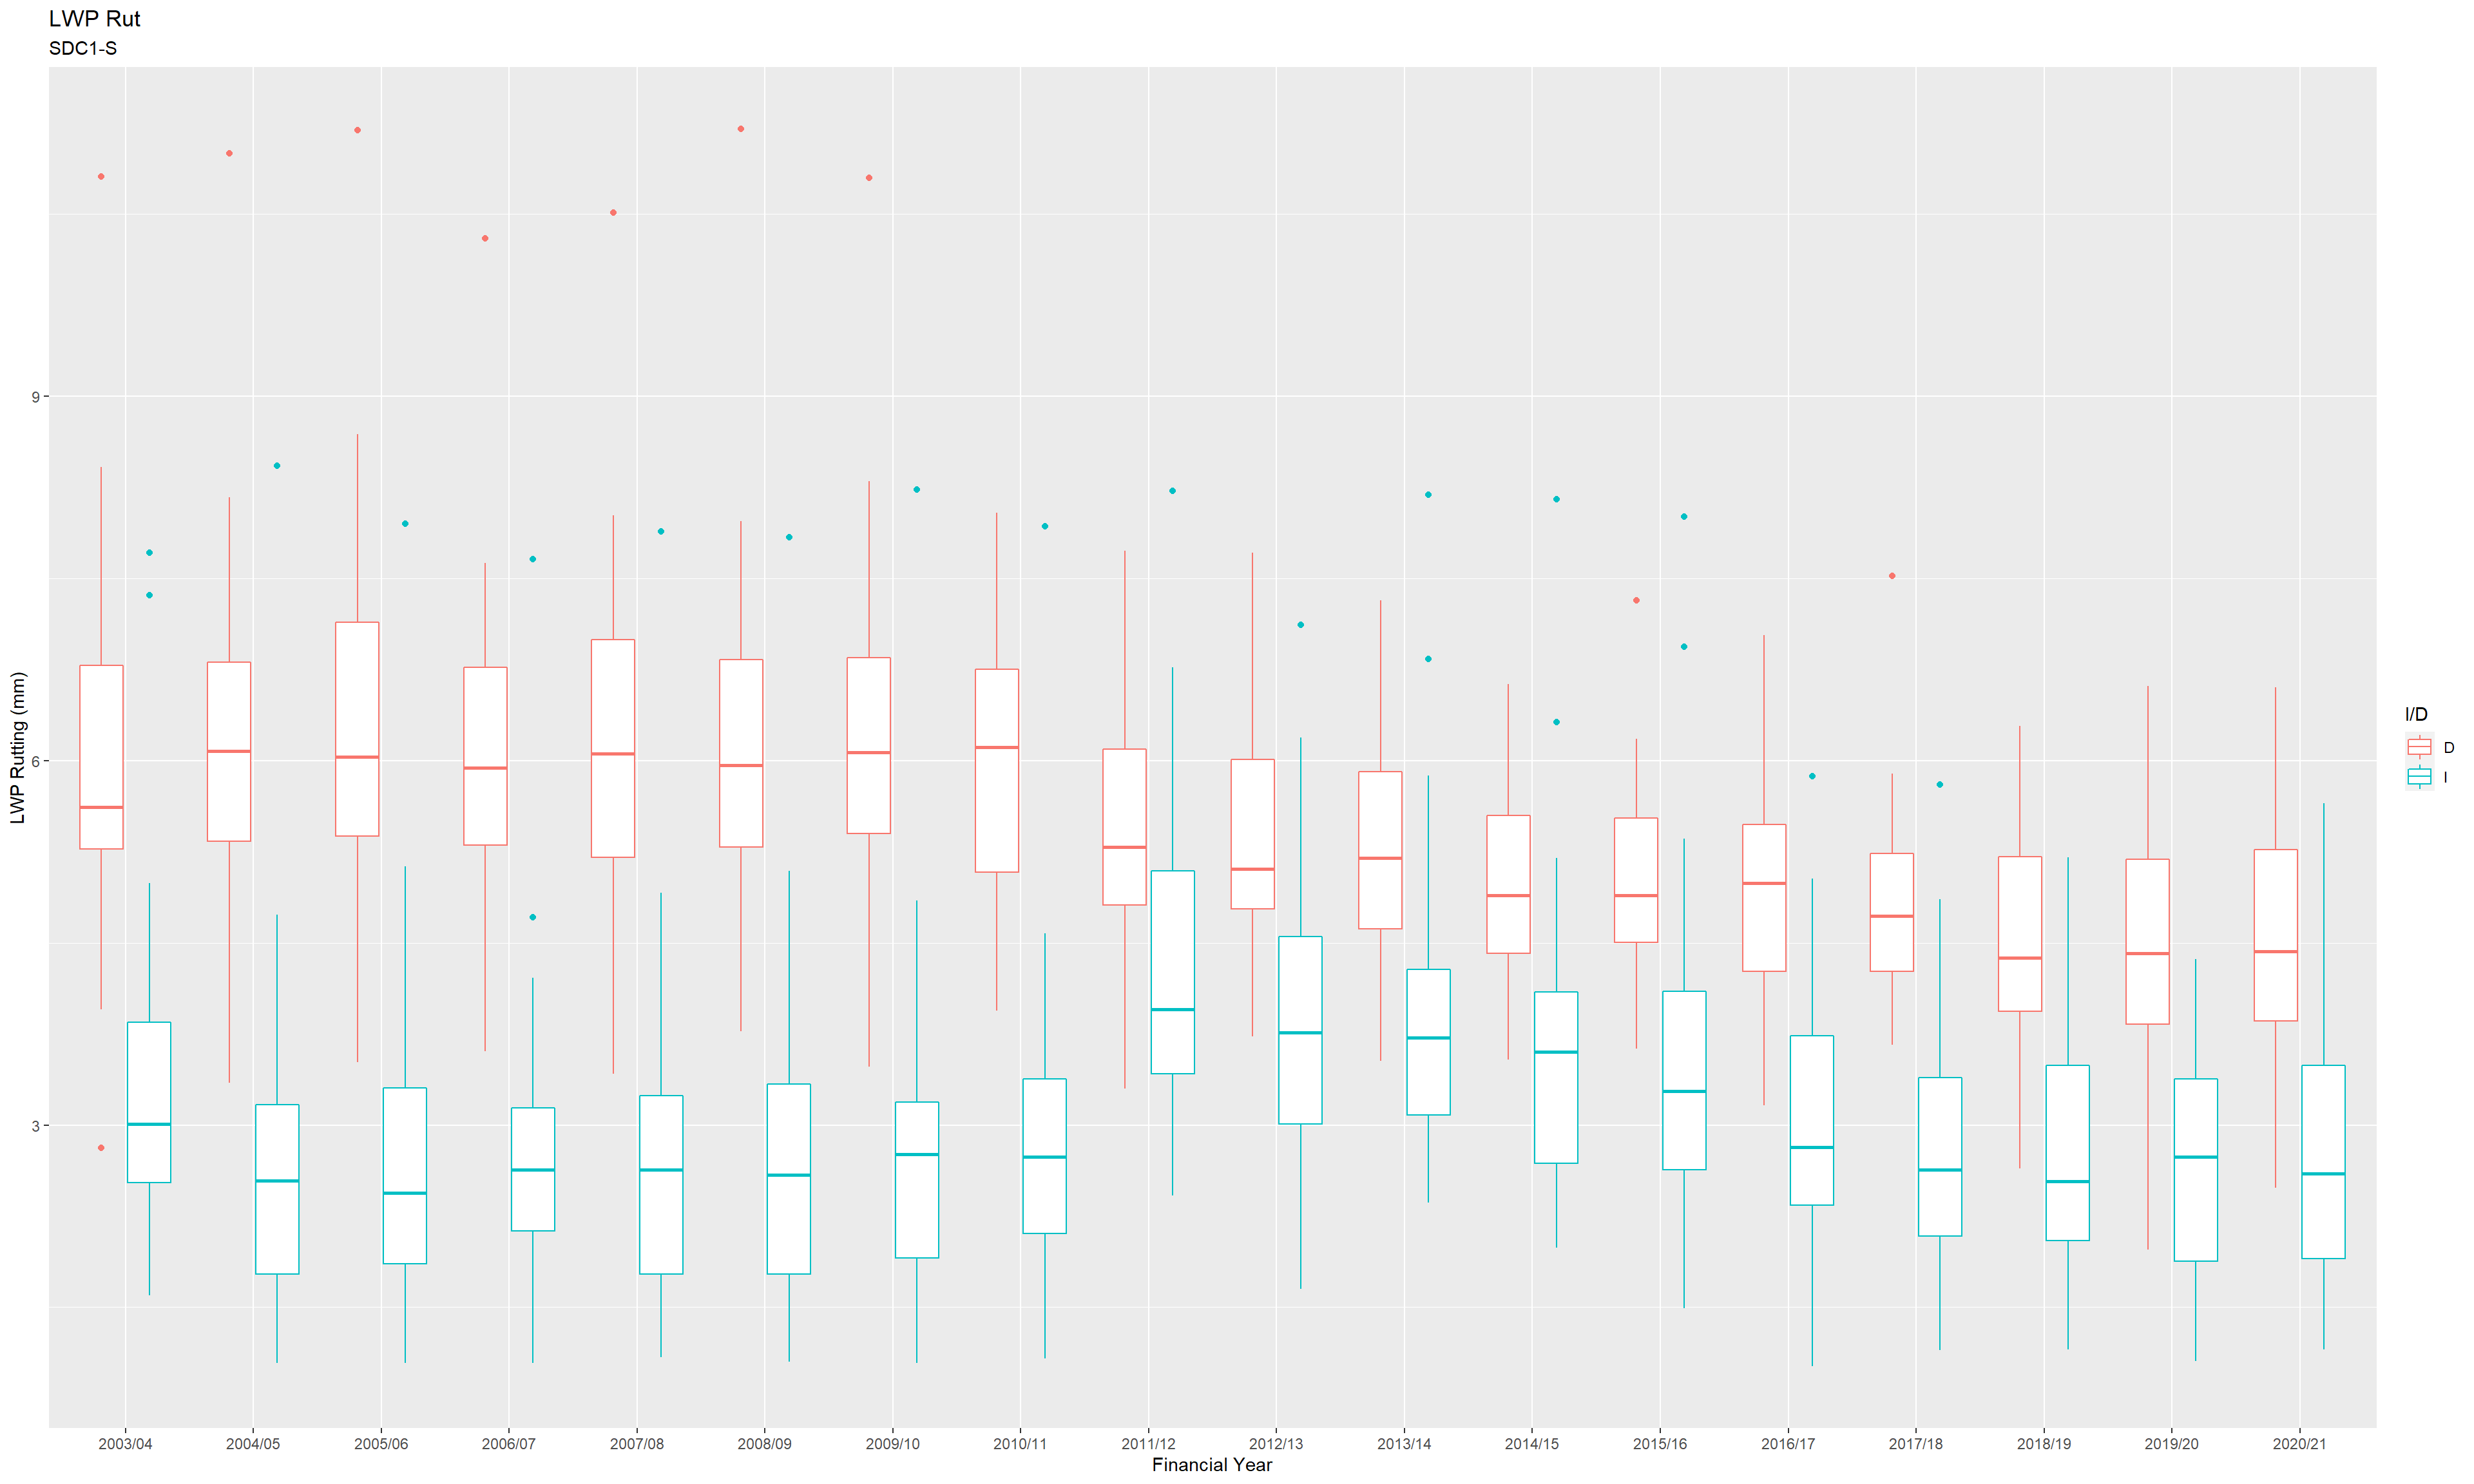 LWP Rut
SDC1-S
LWP Rutting (mm)
9
6
3
2003/04 2004/05 2005/06 2006/07 2007/08 2008/09 2009/10 2010/11 2011/12 2012/13 2013/14 2014/15 2015/16 2016/17 2017/18 2018/19 2019/20 2020/21
Financial Year
I/D
D
I